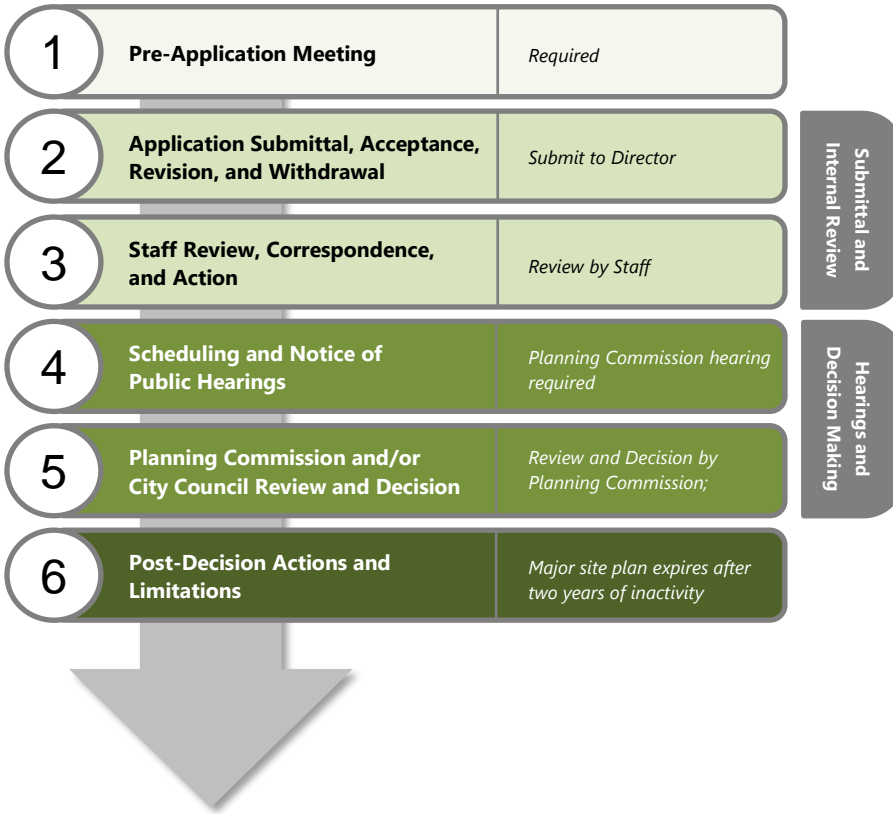 1
Pre-Application Meeting
Required
2
Application Submittal, Acceptance,
Revision, and Withdrawal
Submit to Director
3
Staff Review, Correspondence,
and Action
Review by Staff
Submittal and
Internal Review
4
Scheduling and Notice of
Public Hearings
Planning Commission hearing
required
5
Planning Commission and/or
City Council Review and Decision
Review and Decision by
Planning Commission;
Hearings and
Decision Making
6
Post-Decision Actions and
Limitations
Major site plan expires after
two years of inactivity